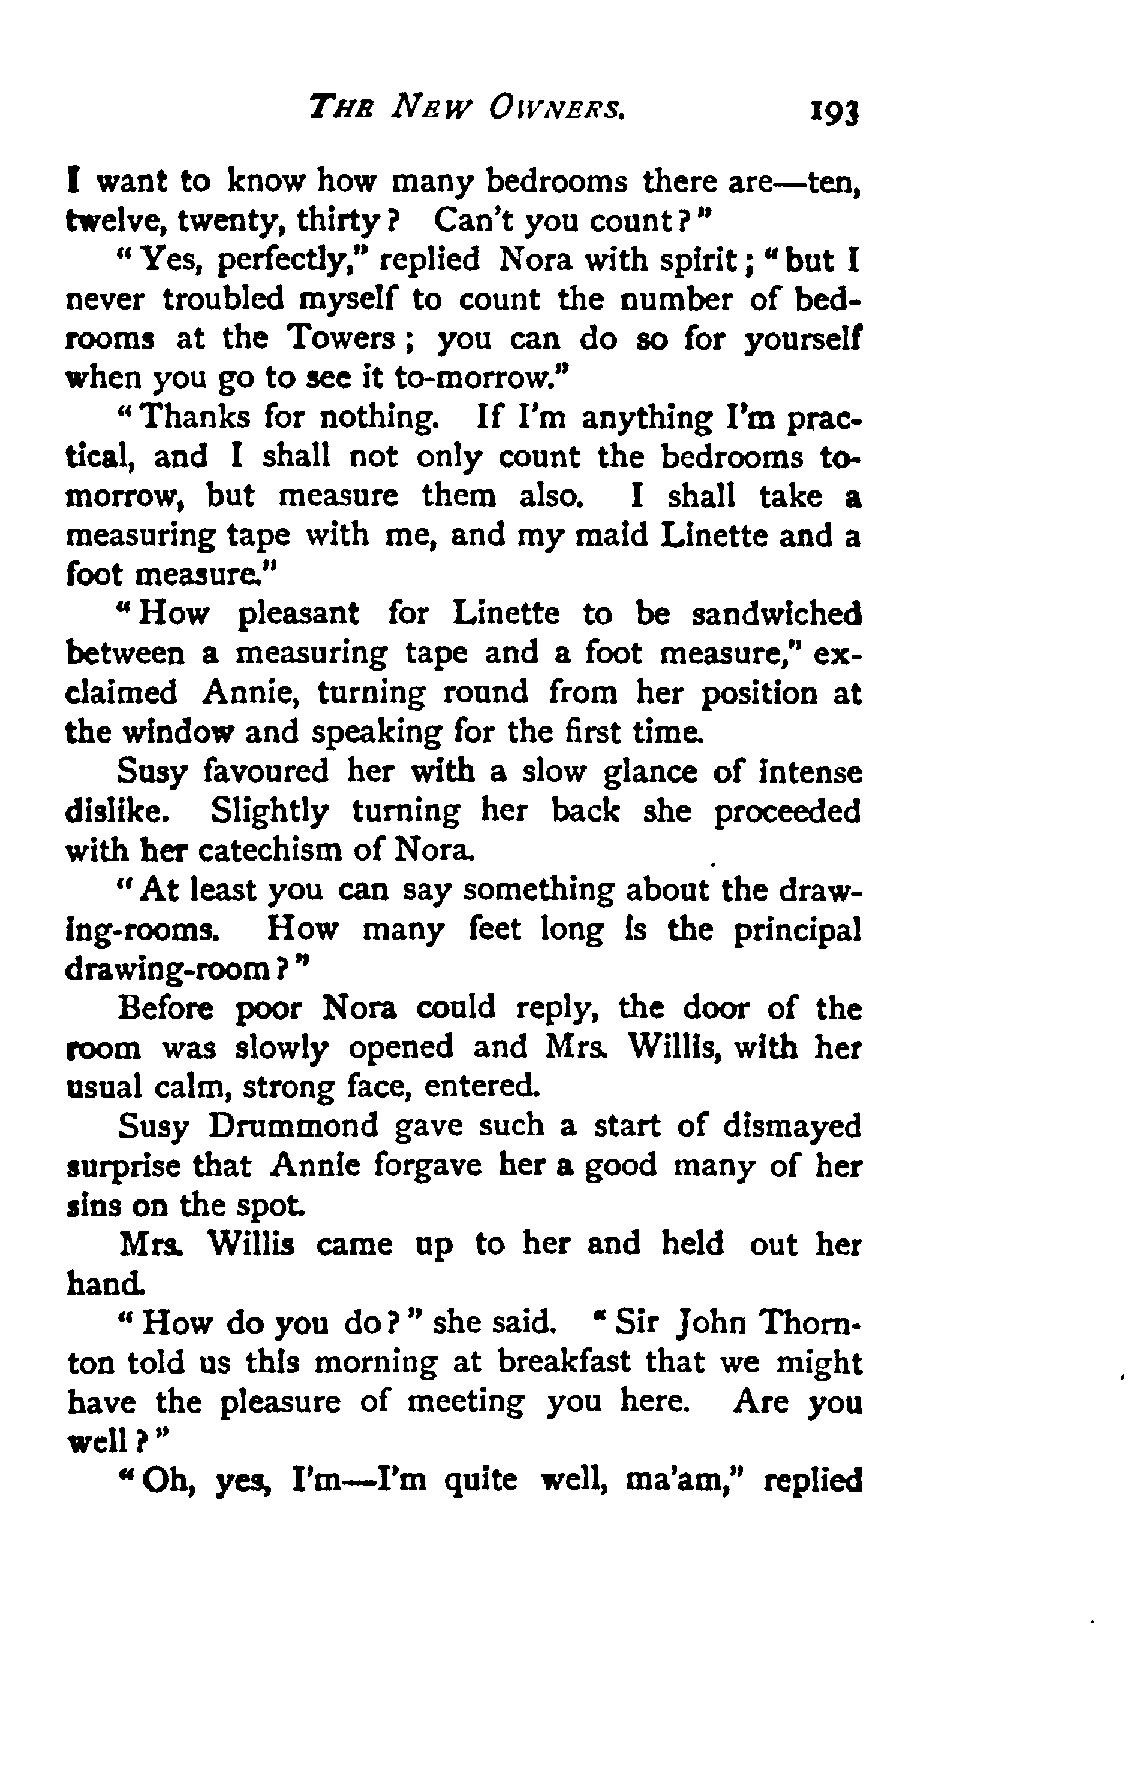 THE NEW OWNERS. 193
I want to know how many bedrooms there are—ten,
twelve, twenty, thirty? Can't you count?"
"Yes, perfectly," replied Nora with spirit; "but I
never troubled myself to count the number of bed-
rooms at the Towers; you can do so for yourself
when you go to see it to-morrow."
"Thanks for nothing. If I'm anything I'm prac-
tical, and I shall not only count the bedrooms to-
morrow, but measure them also. I shall take a
measuring tape with me, and my maid Linette and a
foot measure."
"How pleasant for Linette to be sandwiched
between a measuring tape and a foot measure," ex-
claimed Annie, turning round from her position at
the window and speaking for the first time.
Susy favoured her with a slow glance of intense
dislike. Slightly turning her back she proceeded
with her catechism of Nora.
"At least you can say something about the draw-
ing-rooms. How many feet long is the principal
drawing-room?"
Before poor Nora could reply, the door of the
room was slowly opened and Mrs. Willis, with her
usual calm, strong face, entered.
Susy Drummond gave such a start of dismayed
surprise that Annie forgave her a good many of her
sins on the spot.
Mrs. Willis came up to her and held out her
hand.
"How do you do?" she said. "Sir John Thorn-
ton told us this morning at breakfast that we might
have the pleasure of meeting you here. Are you
well?"
"Oh, yes, I'm—I'm quite well, ma'am," replied